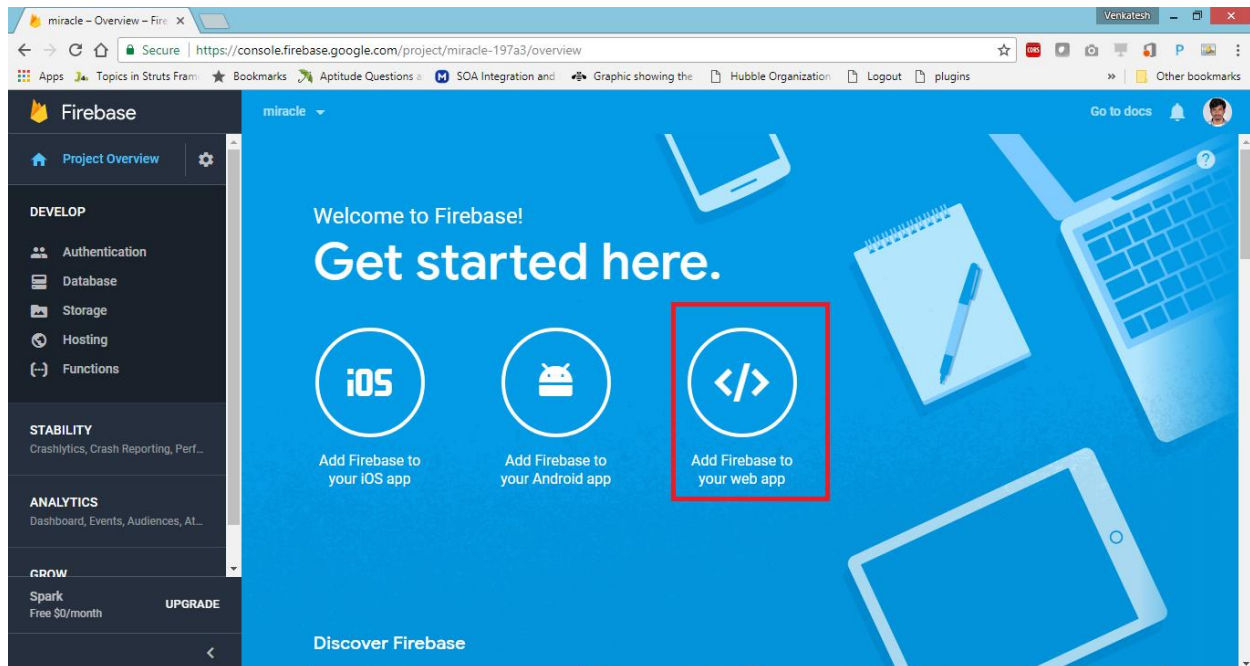 miracle – Overview – Fire
Venkatesh
Secure
https://console.firebase.google.com/project/miracle-197a3/overview
CORS
P
Apps
Topics in Struts Fram
Bookmarks
Aptitude Questions a
M
SOA Integration and
Graphic showing the
Hubble Organization
Logout
plugins
»
Other bookmarks
Firebase
miracle
Go to docs
Project Overview
?
DEVELOP
Authentication
Database
Storage
Hosting
Functions
STABILITY
Crashlytics, Crash Reporting, Perf...
ANALYTICS
Dashboard, Events, Audiences, At...
GROW
Spark
Free $0/month
UPGRADE
Welcome to Firebase!
Get started here.
iOS
</>
Add Firebase to
your iOS app
Add Firebase to
your Android app
Add Firebase to
your web app
Discover Firebase